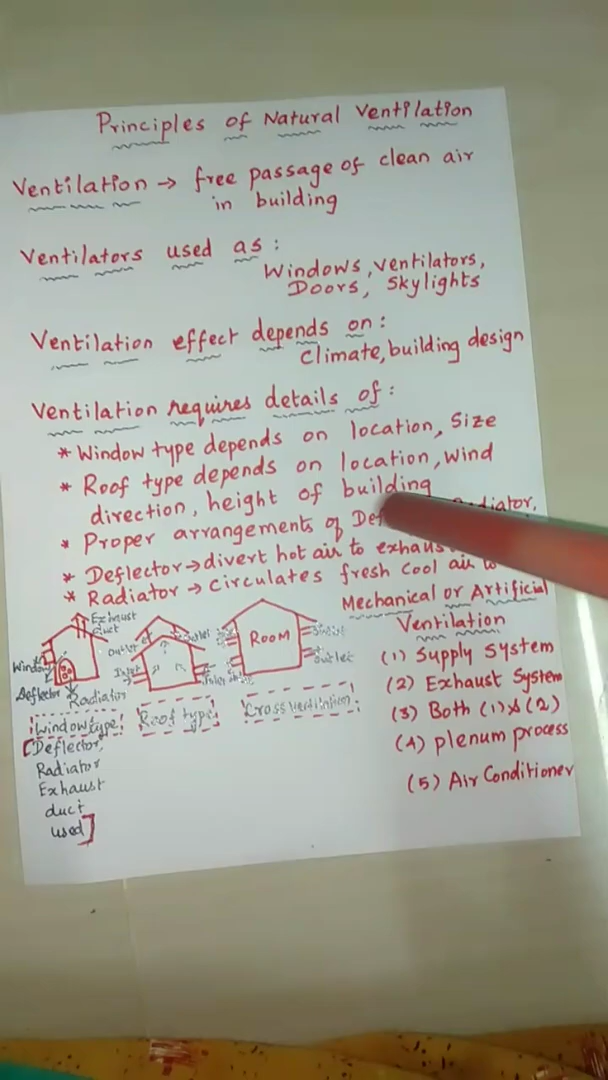 Principles of Natural Ventilation
Ventilation → free passage of clean air
in building
Ventilators used as :
Windows, Ventilators,
Doors, Skylights
Ventilation effect depends on :
Climate, building design
Ventilation requires details of :
* Window type depends on location, Size
* Roof type depends on location, Wind
direction, height of building
* Proper arrangements of
* Deflector → divert hot air to
* Radiator → circulates fresh cool air to
Mechanical or Artificial
Ventilation
(1) Supply System
(2) Exhaust System
(3) Both (1) & (2)
(4) plenum process
(5) Air Conditioner
Exhaust
duct
Window
Deflector
Radiator
Outlet
Inlet
ROOM
Outlet
Window type
Roof type
Cross ventilation
[Deflector,
Radiator
Exhaust
duct
used]